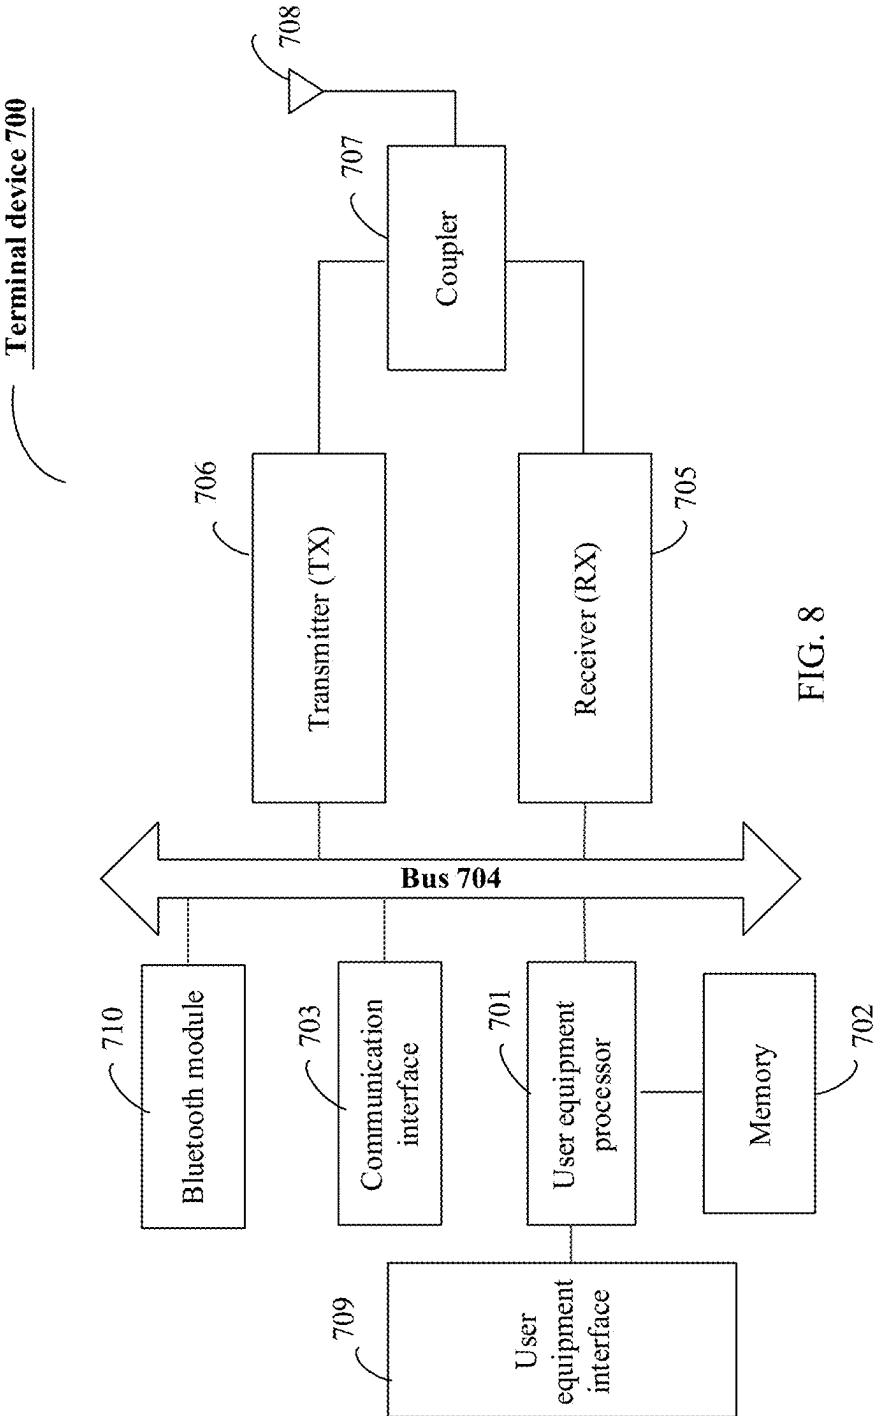 Terminal device 700
708
707
Coupler
706
Transmitter (TX)
705
Receiver (RX)
Bus 704
710
Bluetooth module
703
Communication
interface
701
User equipment
processor
702
Memory
709
User
equipment
interface
FIG. 8